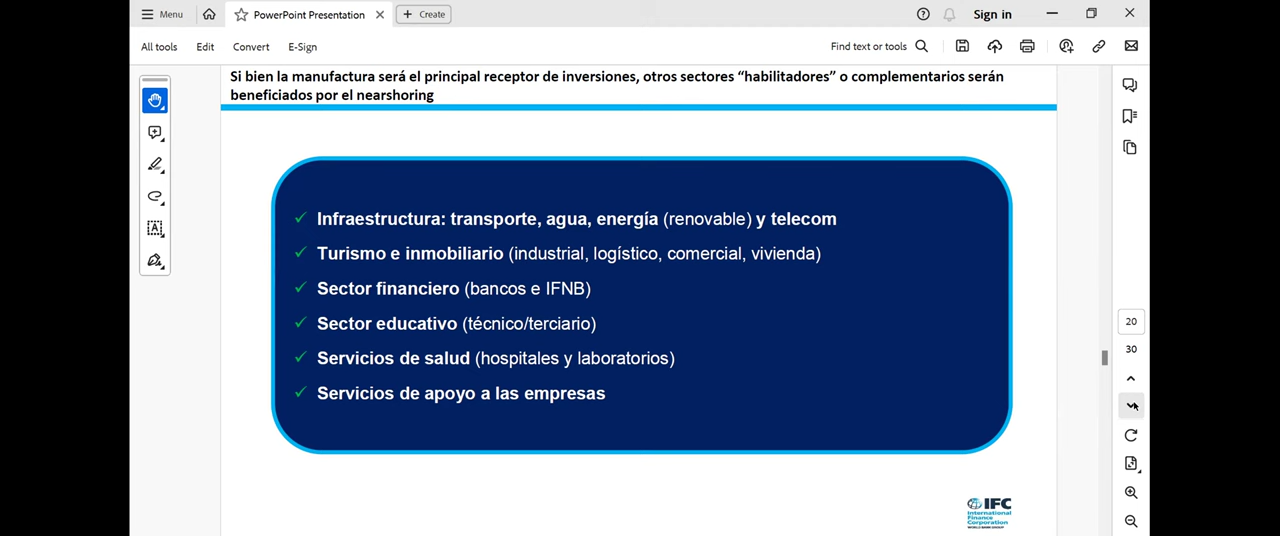 Menu
PowerPoint Presentation
Create
Sign in
All tools
Edit
Convert
E-Sign
Find text or tools
Si bien la manufactura será el principal receptor de inversiones, otros sectores “habilitadores” o complementarios serán
beneficiados por el nearshoring
✓ Infraestructura: transporte, agua, energía (renovable) y telecom
✓ Turismo e inmobiliario (industrial, logístico, comercial, vivienda)
✓ Sector financiero (bancos e IFNB)
✓ Sector educativo (técnico/terciario)
✓ Servicios de salud (hospitales y laboratorios)
✓ Servicios de apoyo a las empresas
20
30
IFC
International
Finance
Corporation
WORLD BANK GROUP